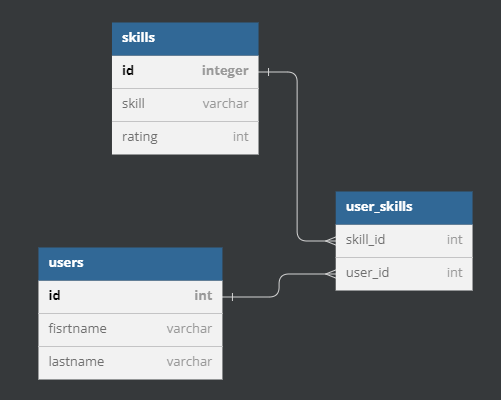 skills
id integer
skill varchar
rating int
user_skills
skill_id int
user_id int
users
id int
fisrtname varchar
lastname varchar